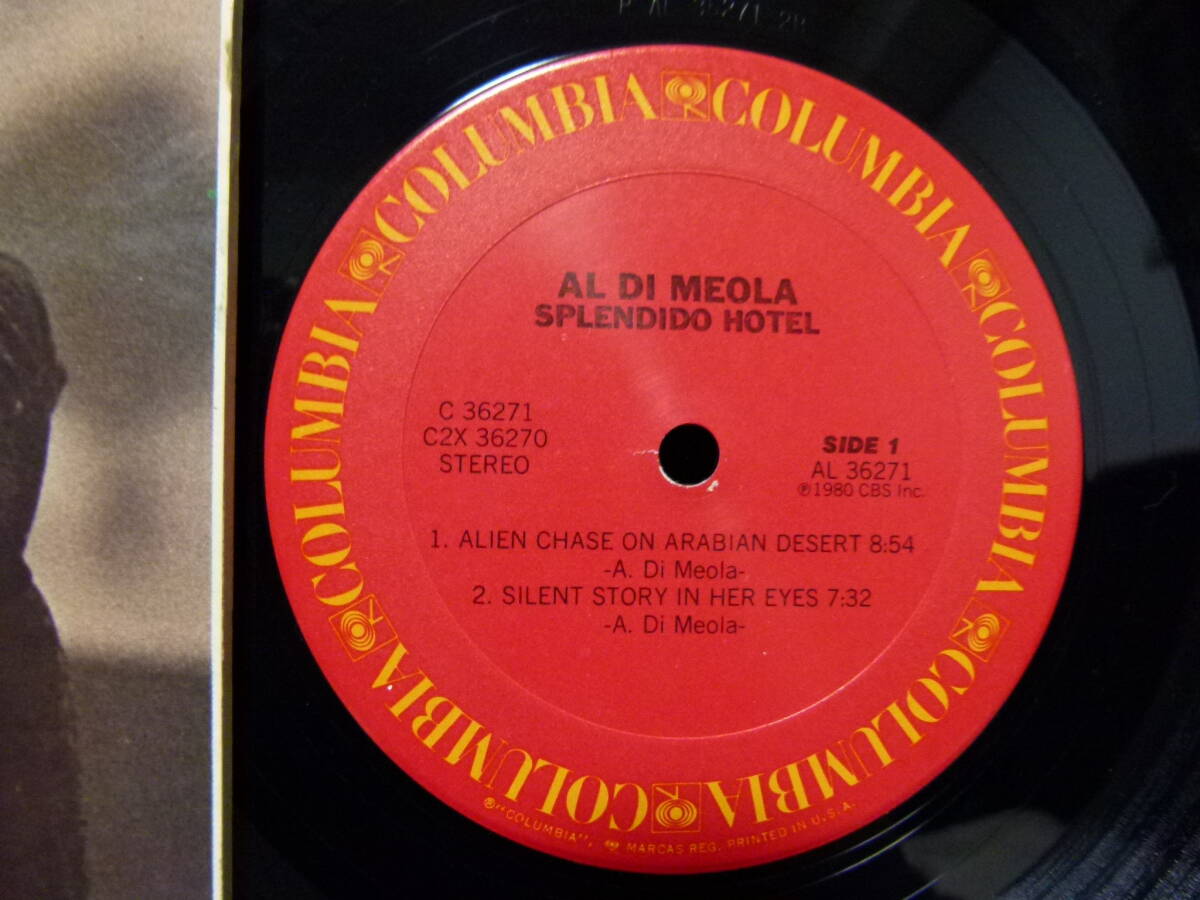 COLUMBIA COLUMBIA COLUMBIA COLUMBIA COLUMBIA COLUMBIA
AL DI MEOLA
SPLENDIDO HOTEL
C 36271
C2X 36270
STEREO
SIDE 1
AL 36271
℗1980 CBS Inc.
1. ALIEN CHASE ON ARABIAN DESERT 8:54
-A. Di Meola-
2. SILENT STORY IN HER EYES 7:32
-A. Di Meola-
®"COLUMBIA", MARCAS REG. PRINTED IN U.S.A.